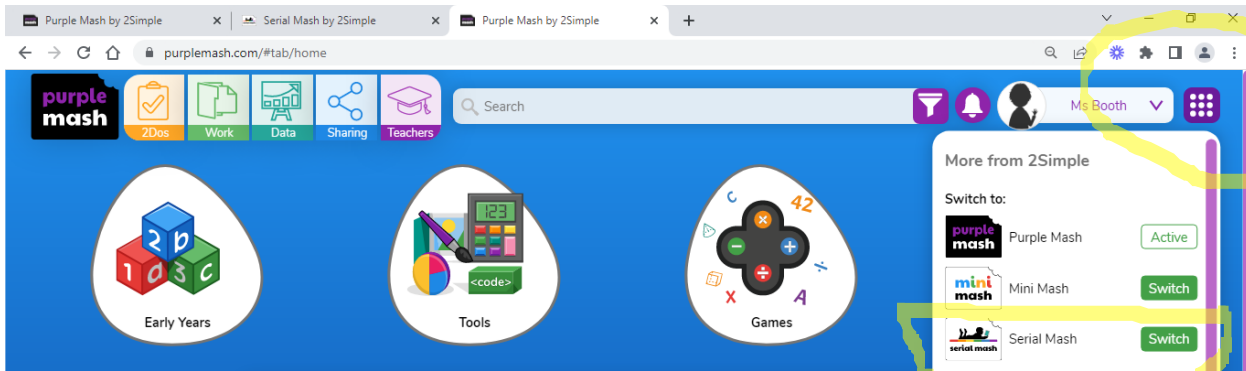 Purple Mash by 2Simple
Serial Mash by 2Simple
Purple Mash by 2Simple
purplemash.com/#tab/home
purple
mash
2Dos
Work
Data
Sharing
Teachers
Search
Ms Booth
More from 2Simple
Switch to:
purple
mash
Purple Mash
Active
mini
mash
Mini Mash
Switch
serial mash
Serial Mash
Switch
2 b
1 d 3 c
Early Years
123
<code>
Tools
C
42
X
A
Games